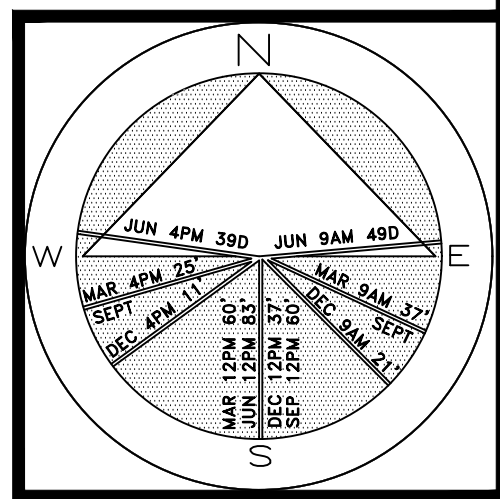 N
JUN 4PM 39D
JUN 9AM 49D
W
E
MAR 4PM 25'
SEPT
DEC 4PM 11'
MAR 12PM 60'
JUN 12PM 83'
DEC 12PM 37'
SEP 12PM 60'
MAR 9AM 37'
SEPT
DEC 9AM 21'
S